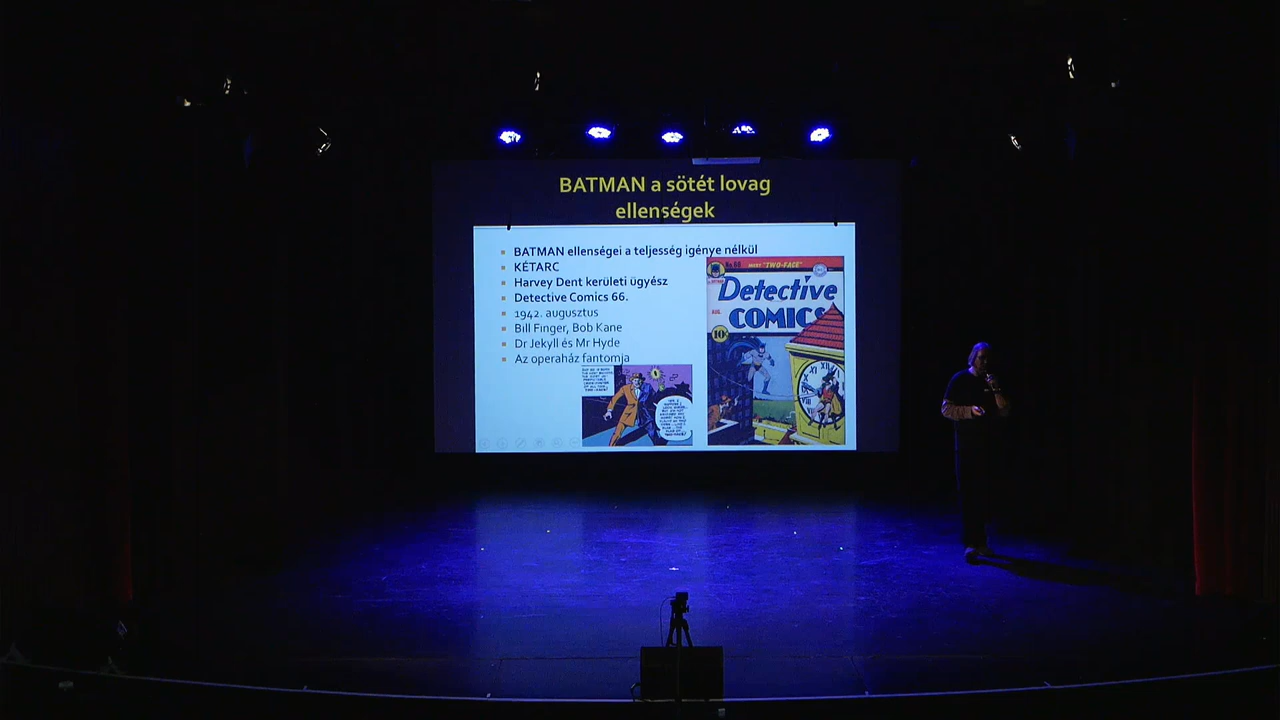 BATMAN a sötét lovag
ellenségek
BATMAN ellenségei a teljesség igénye nélkül
KÉTARC
Harvey Dent kerületi ügyész
Detective Comics 66.
1942. augusztus
Bill Finger, Bob Kane
Dr Jekyll és Mr Hyde
Az operaház fantomja
MEET "TWO-FACE"
Detective
COMICS
10¢